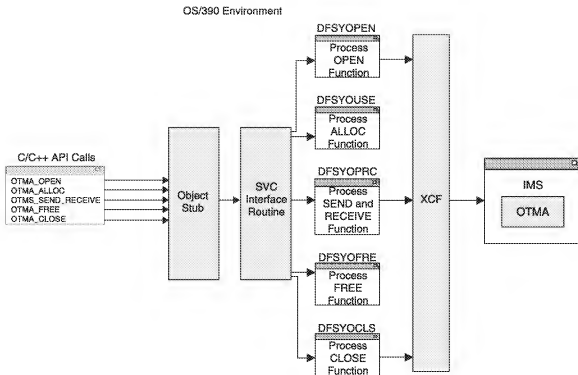 OS/390 Environment
C/C++ API Calls
OTMA_OPEN
OTMA_ALLOC
OTMS_SEND_RECEIVE
OTMA_FREE
OTMA_CLOSE
Object
Stub
SVC
Interface
Routine
DFSYOPEN
Process
OPEN
Function
DFSYOUSE
Process
ALLOC
Function
DFSYOPRC
Process
SEND and
RECEIVE
Function
DFSYOFRE
Process
FREE
Function
DFSYOCLS
Process
CLOSE
Function
XCF
IMS
OTMA